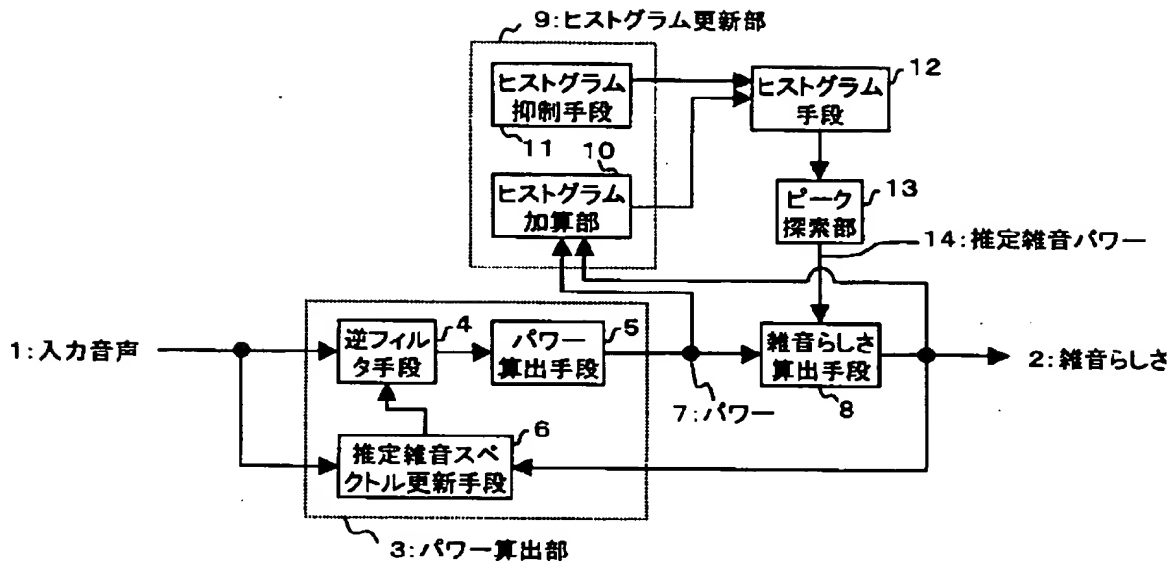 9:ヒストグラム更新部
ヒストグラム
抑制手段
11
12
ヒストグラム
手段
10
ヒストグラム
加算部
ピーク
探索部
13
14:推定雑音パワー
1:入力音声
逆フィル
タ手段
4
パワー
算出手段
5
7:パワー
雑音らしさ
算出手段
8
2:雑音らしさ
6
推定雑音スペ
クトル更新手段
3:パワー算出部